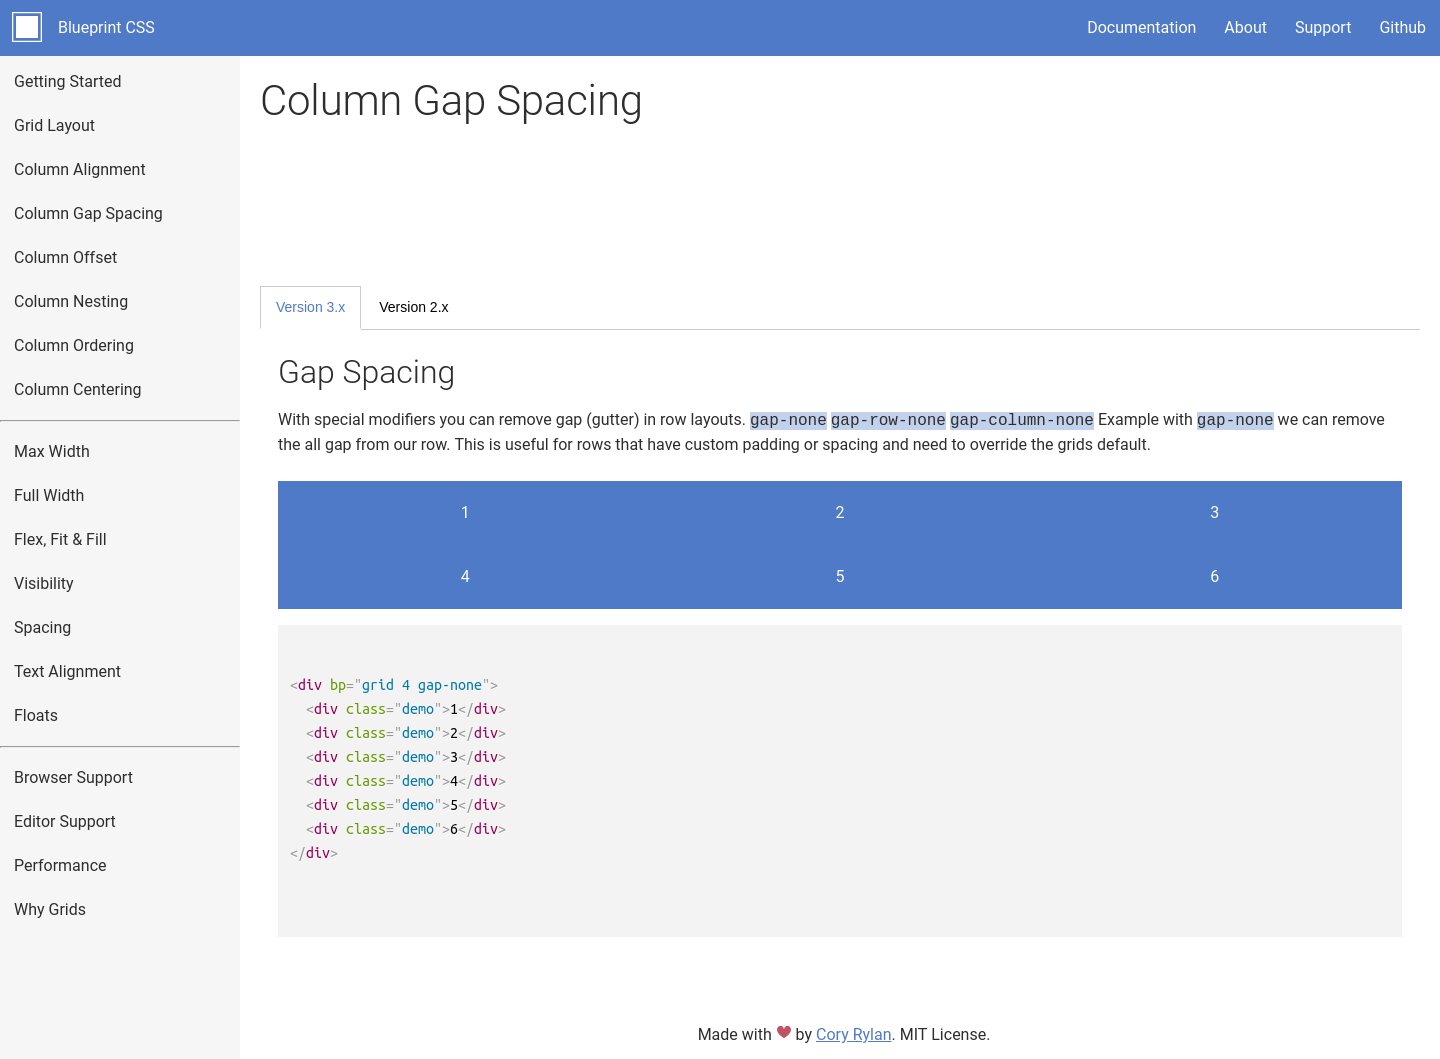 Blueprint CSS
Documentation About Support Github
Getting Started
Grid Layout
Column Alignment
Column Gap Spacing
Column Offset
Column Nesting
Column Ordering
Column Centering
Max Width
Full Width
Flex, Fit & Fill
Visibility
Spacing
Text Alignment
Floats
Browser Support
Editor Support
Performance
Why Grids
Column Gap Spacing
Version 3.x Version 2.x
Gap Spacing
With special modifiers you can remove gap (gutter) in row layouts. gap-none gap-row-none gap-column-none Example with gap-none we can remove
the all gap from our row. This is useful for rows that have custom padding or spacing and need to override the grids default.
1 2 3
4 5 6
<div bp="grid 4 gap-none">
  <div class="demo">1</div>
  <div class="demo">2</div>
  <div class="demo">3</div>
  <div class="demo">4</div>
  <div class="demo">5</div>
  <div class="demo">6</div>
</div>
Made with ❤ by Cory Rylan. MIT License.